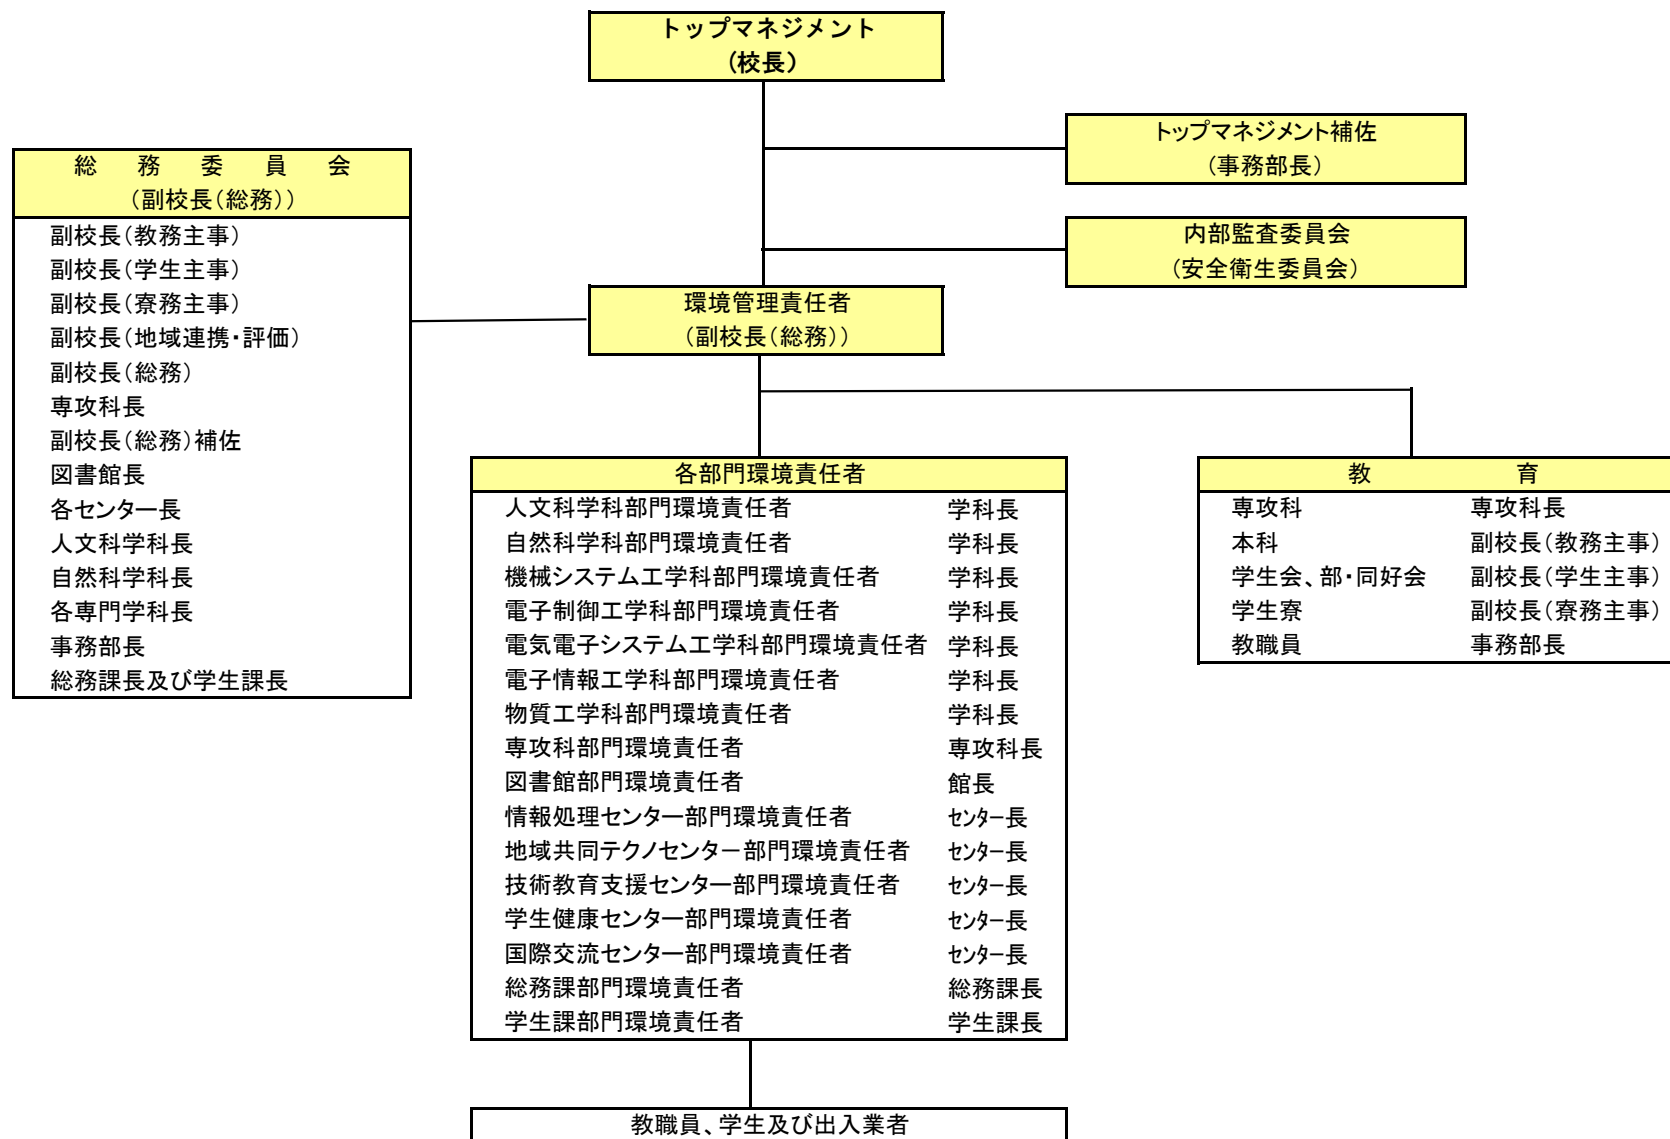 トップマネジメント
(校長)
トップマネジメント補佐
(事務部長)
総　務　委　員　会
(副校長(総務))
副校長(教務主事)
副校長(学生主事)
副校長(寮務主事)
副校長(地域連携・評価)
副校長(総務)
専攻科長
副校長(総務)補佐
図書館長
各センター長
人文科学科長
自然科学科長
各専門学科長
事務部長
総務課長及び学生課長
内部監査委員会
(安全衛生委員会)
環境管理責任者
(副校長(総務))
各部門環境責任者
人文科学科部門環境責任者　学科長
自然科学科部門環境責任者　学科長
機械システム工学科部門環境責任者　学科長
電子制御工学科部門環境責任者　学科長
電気電子システム工学科部門環境責任者　学科長
電子情報工学科部門環境責任者　学科長
物質工学科部門環境責任者　学科長
専攻科部門環境責任者　専攻科長
図書館部門環境責任者　館長
情報処理センター部門環境責任者　ｾﾝﾀｰ長
地域共同テクノセンター部門環境責任者　ｾﾝﾀｰ長
技術教育支援センター部門環境責任者　ｾﾝﾀｰ長
学生健康センター部門環境責任者　ｾﾝﾀｰ長
国際交流センター部門環境責任者　ｾﾝﾀｰ長
総務課部門環境責任者　総務課長
学生課部門環境責任者　学生課長
教　育
専攻科　専攻科長
本科　副校長(教務主事)
学生会、部・同好会　副校長(学生主事)
学生寮　副校長(寮務主事)
教職員　事務部長
教職員、学生及び出入業者